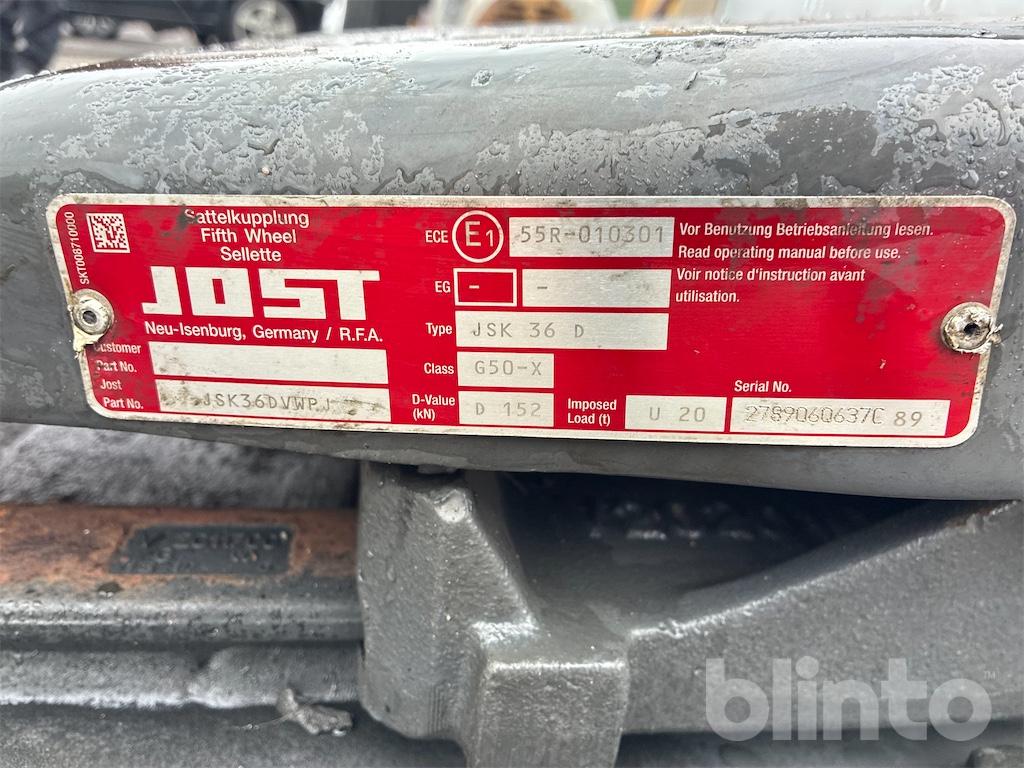 SKT008710000
Sattelkupplung
Fifth Wheel
Sellette
JOST
Neu-Isenburg, Germany / R.F.A.
Customer
Part No.
Jost
Part No. JSK36DVWPJ
ECE E1 55R-010301
EG - -
Type JSK 36 D
Class G50-X
D-Value
(kN) D 152
Imposed
Load (t) U 20
Vor Benutzung Betriebsanleitung lesen.
Read operating manual before use.
Voir notice d'instruction avant
utilisation.
Serial No.
2789060637C 89
blinto™